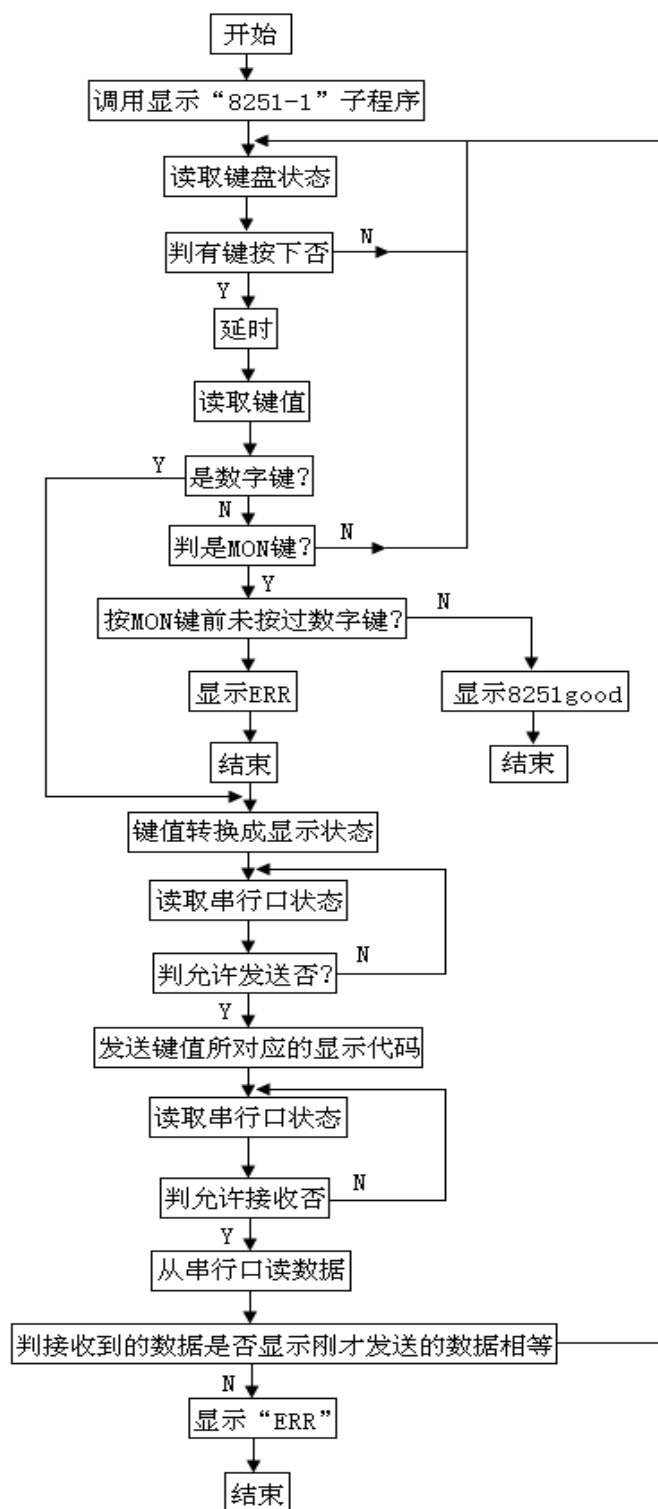 开始
调用显示“8251-1”子程序
读取键盘状态
判有键按下否
N
Y
延时
读取键值
Y
是数字键?
N
判是MON键?
N
Y
按MON键前未按过数字键?
N
显示ERR
显示8251good
结束
结束
键值转换成显示状态
读取串行口状态
判允许发送否?
N
Y
发送键值所对应的显示代码
读取串行口状态
判允许接收否
N
Y
从串行口读数据
判接收到的数据是否显示刚才发送的数据相等
N
显示“ERR”
结束